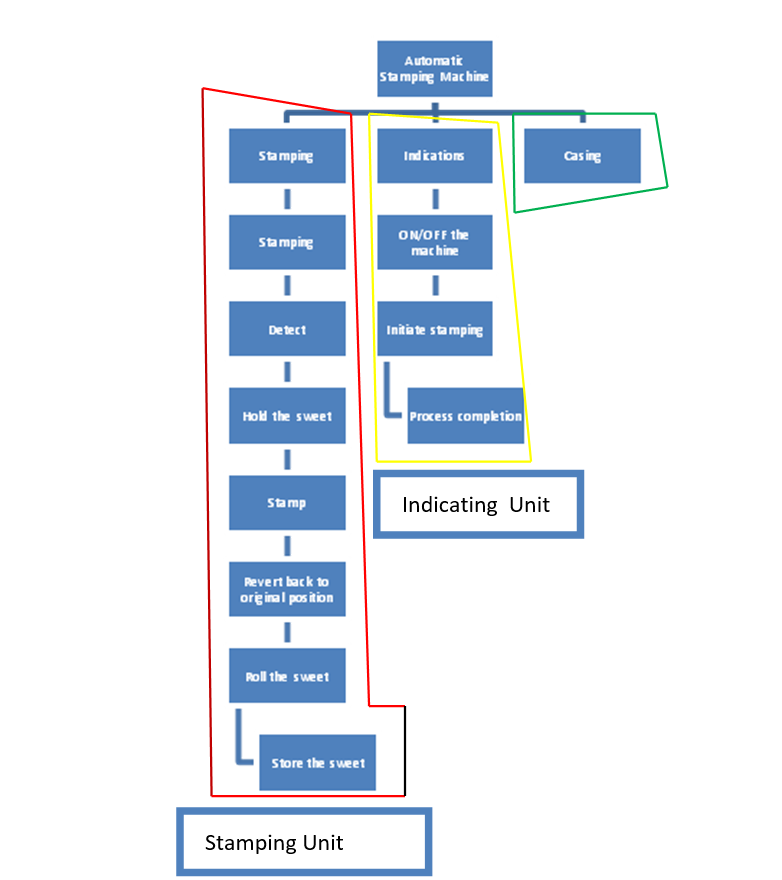 Automatic
Stamping Machine
Stamping
Indications
Casing
Stamping
ON/OFF the
machine
Detect
Initiate stamping
Hold the sweet
Process completion
Stamp
Indicating Unit
Revert back to
original position
Roll the sweet
Store the sweet
Stamping Unit